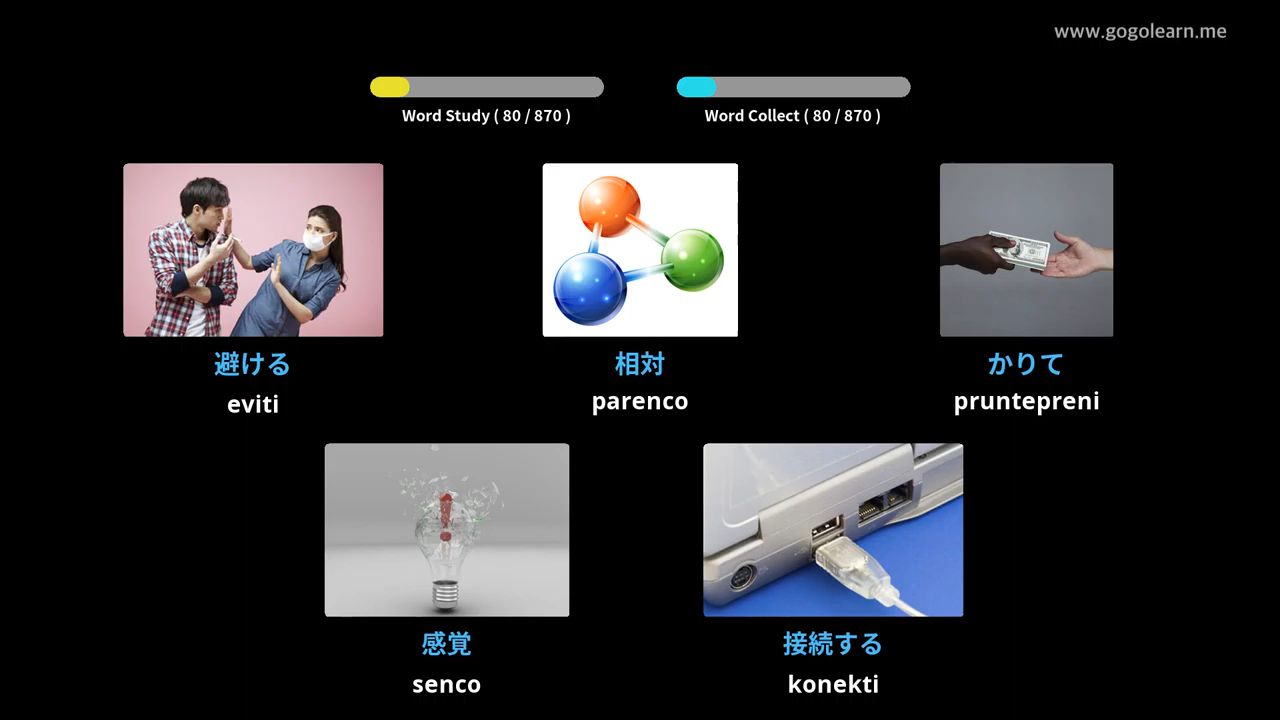 www.gogolearn.me
Word Study ( 80 / 870 )
Word Collect ( 80 / 870 )
避ける
eviti
相対
parenco
かりて
pruntepreni
感覚
senco
接続する
konekti